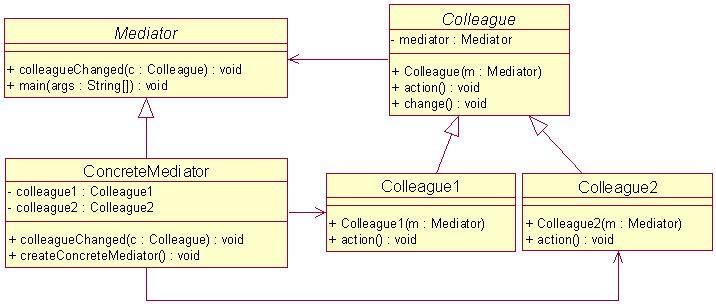 Mediator
+ colleagueChanged(c : Colleague) : void
+ main(args : String[]) : void
Colleague
- mediator : Mediator
+ Colleague(m : Mediator)
+ action() : void
+ change() : void
ConcreteMediator
- colleague1 : Colleague1
- colleague2 : Colleague2
+ colleagueChanged(c : Colleague) : void
+ createConcreteMediator() : void
Colleague1
+ Colleague1(m : Mediator)
+ action() : void
Colleague2
+ Colleague2(m : Mediator)
+ action() : void